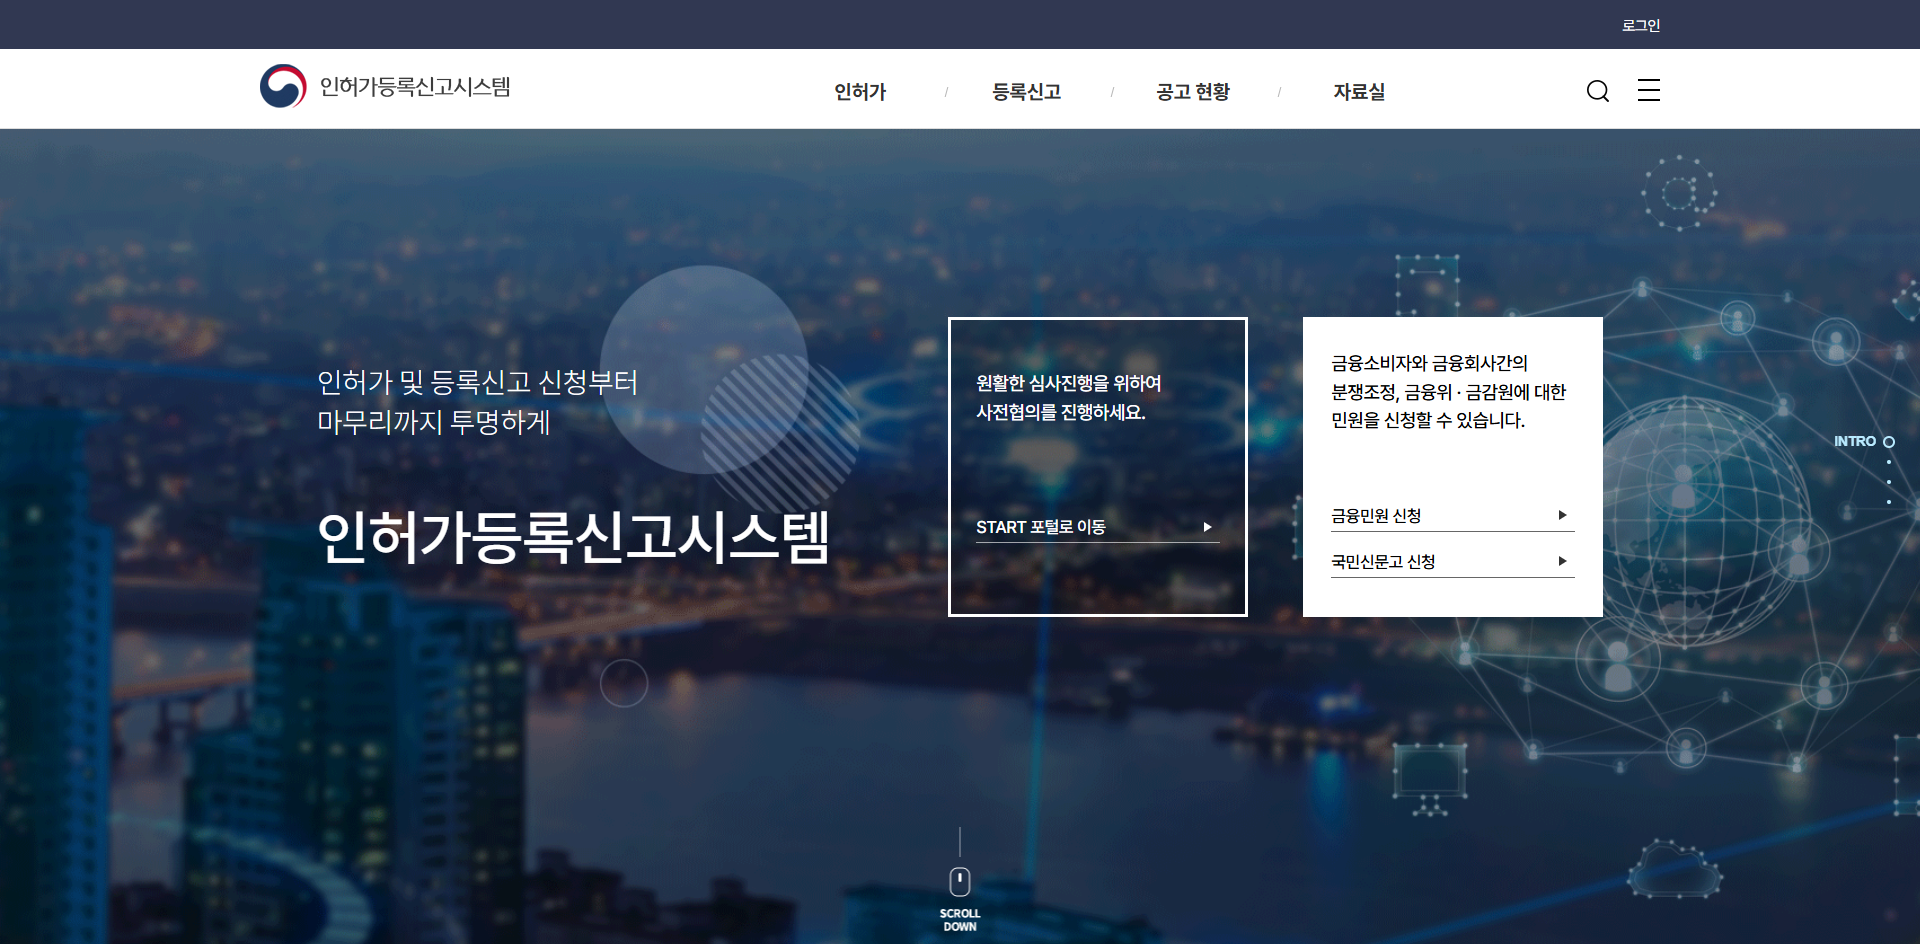 로그인
인허가등록신고시스템
인허가 / 등록신고 / 공고 현황 / 자료실
인허가 및 등록신고 신청부터
마무리까지 투명하게
인허가등록신고시스템
원활한 심사진행을 위하여
사전협의를 진행하세요.
START 포털로 이동
금융소비자와 금융회사간의
분쟁조정, 금융위 · 금감원에 대한
민원을 신청할 수 있습니다.
금융민원 신청
국민신문고 신청
INTRO
SCROLL
DOWN